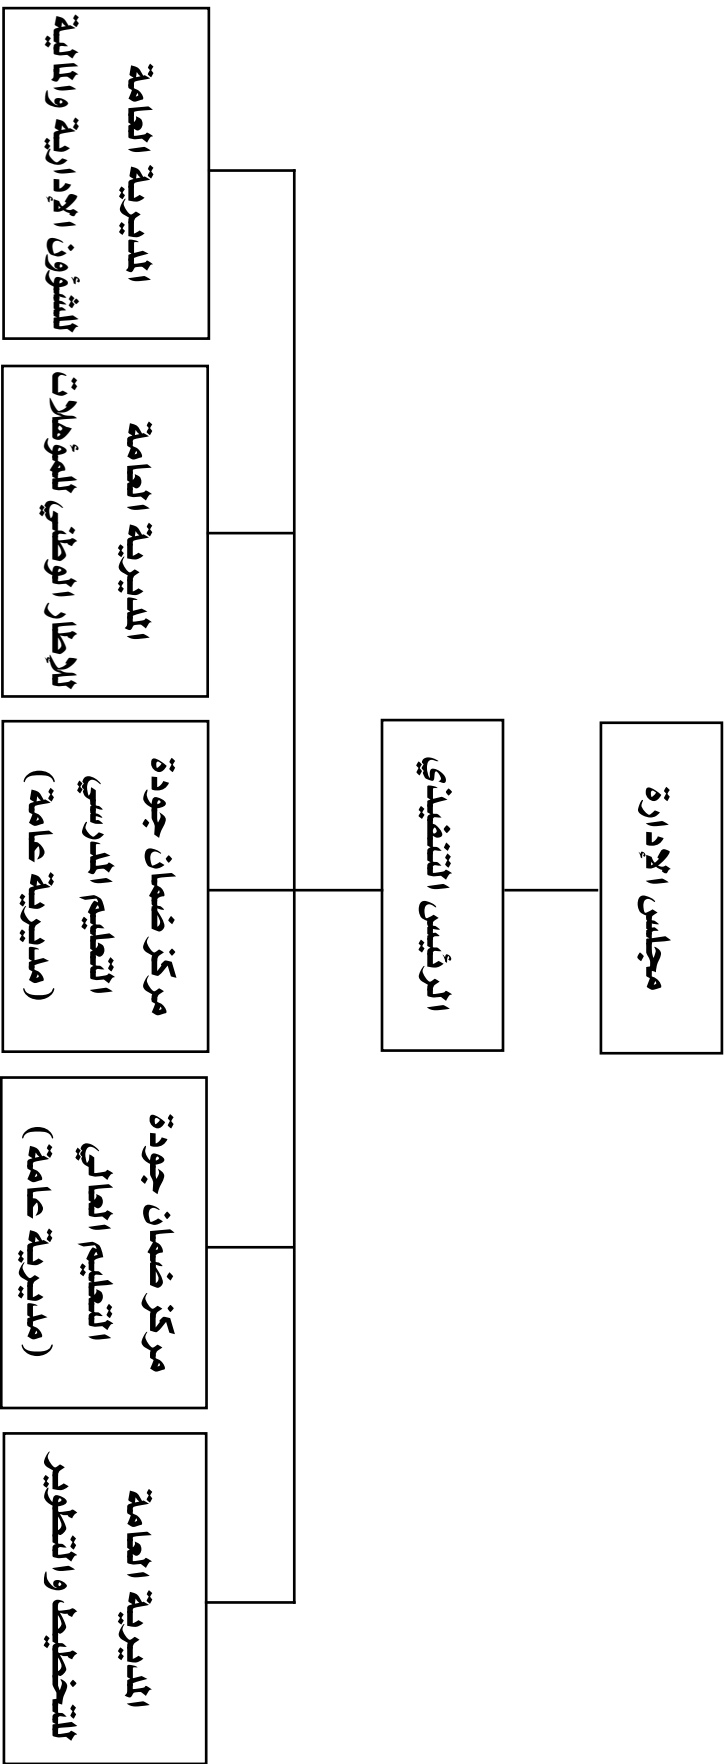 مجلس الإدارة
الرئيس التنفيذي
المديرية العامة
للتخطيط والتطوير
مركز ضمان جودة
التعليم العالي
(مديرية عامة)
مركز ضمان جودة
التعليم المدرسي
(مديرية عامة)
المديرية العامة
للإطار الوطني للمؤهلات
المديرية العامة
للشؤون الإدارية والمالية